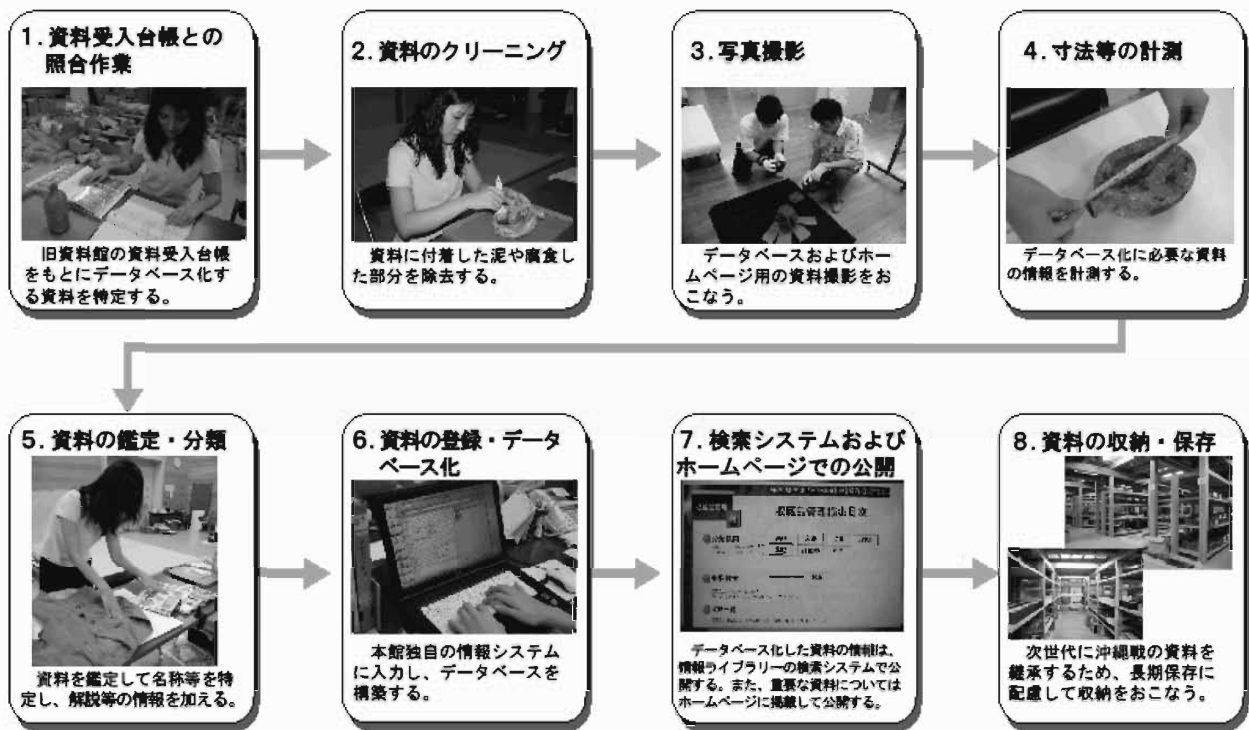 1.資料受入台帳との
照合作業
旧資料館の資料受入台帳
をもとにデータベース化す
る資料を特定する。
2.資料のクリーニング
資料に付着した泥や腐食し
た部分を除去する。
3.写真撮影
データベースおよびホー
ムページ用の資料撮影をお
こなう。
4.寸法等の計測
データベース化に必要な資料
の情報を計測する。
5.資料の鑑定・分類
資料を鑑定して名称等を特
定し、解説等の情報を加える。
6.資料の登録・データ
ベース化
本館独自の情報システム
に入力し、データベースを
構築する。
7.検索システムおよび
ホームページでの公開
データベース化した資料の情報は、
情報ライブラリーの検索システムで公
開する。また、重要な資料については
ホームページに掲載して公開する。
8.資料の収納・保存
次世代に沖縄戦の資料を
継承するため、長期保存に
配慮して収納をおこなう。